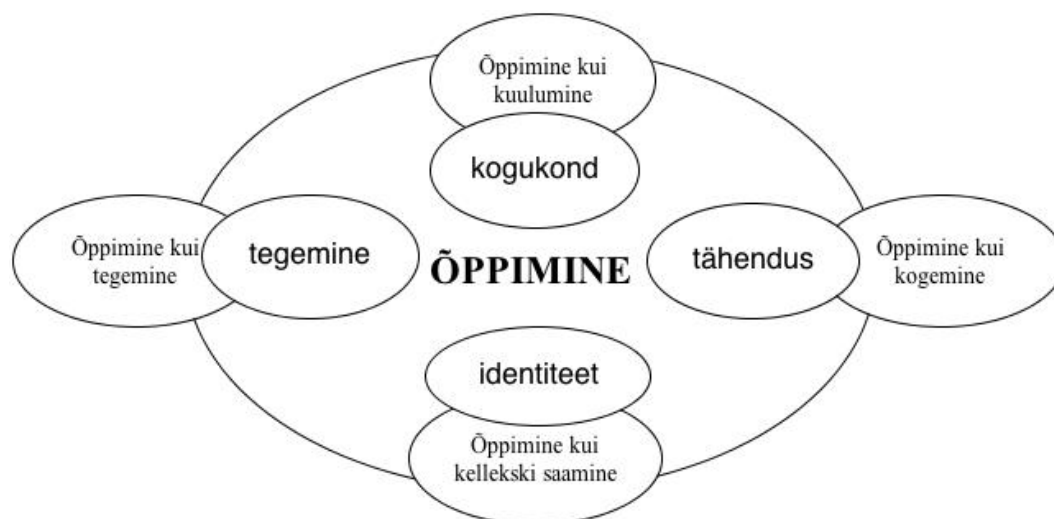 Õppimine kui
kuulumine
kogukond
Õppimine kui
tegemine
tegemine
ÕPPIMINE
tähendus
Õppimine kui
kogemine
identiteet
Õppimine kui
kellekski saamine